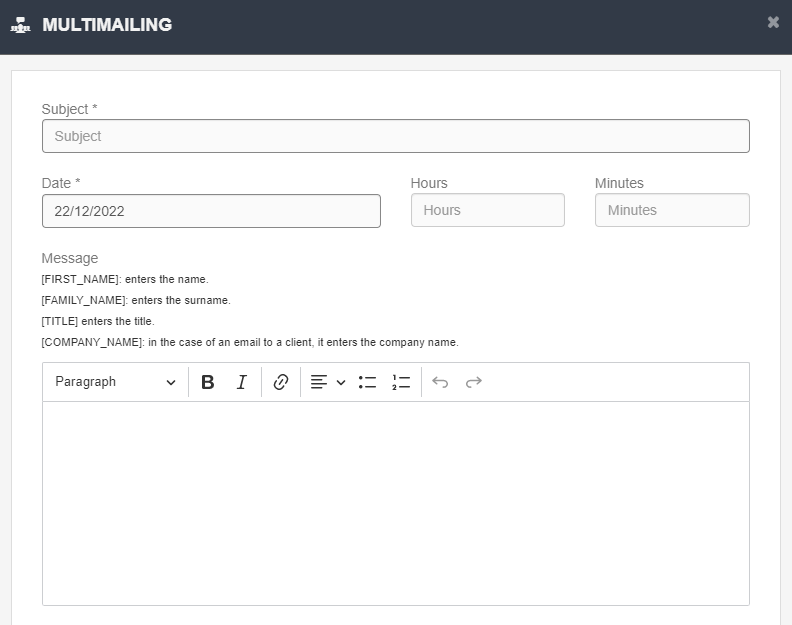 MULTIMAILING
Subject *
Subject
Date * Hours Minutes
22/12/2022 Hours Minutes
Message
[FIRST_NAME]: enters the name.
[FAMILY_NAME]: enters the surname.
[TITLE] enters the title.
[COMPANY_NAME]: in the case of an email to a client, it enters the company name.
Paragraph B I